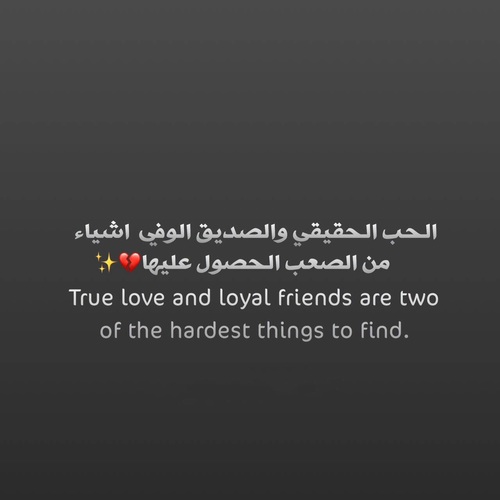 الحب الحقيقي والصديق الوفي اشياء
من الصعب الحصول عليها💔✨
True love and loyal friends are two
of the hardest things to find.